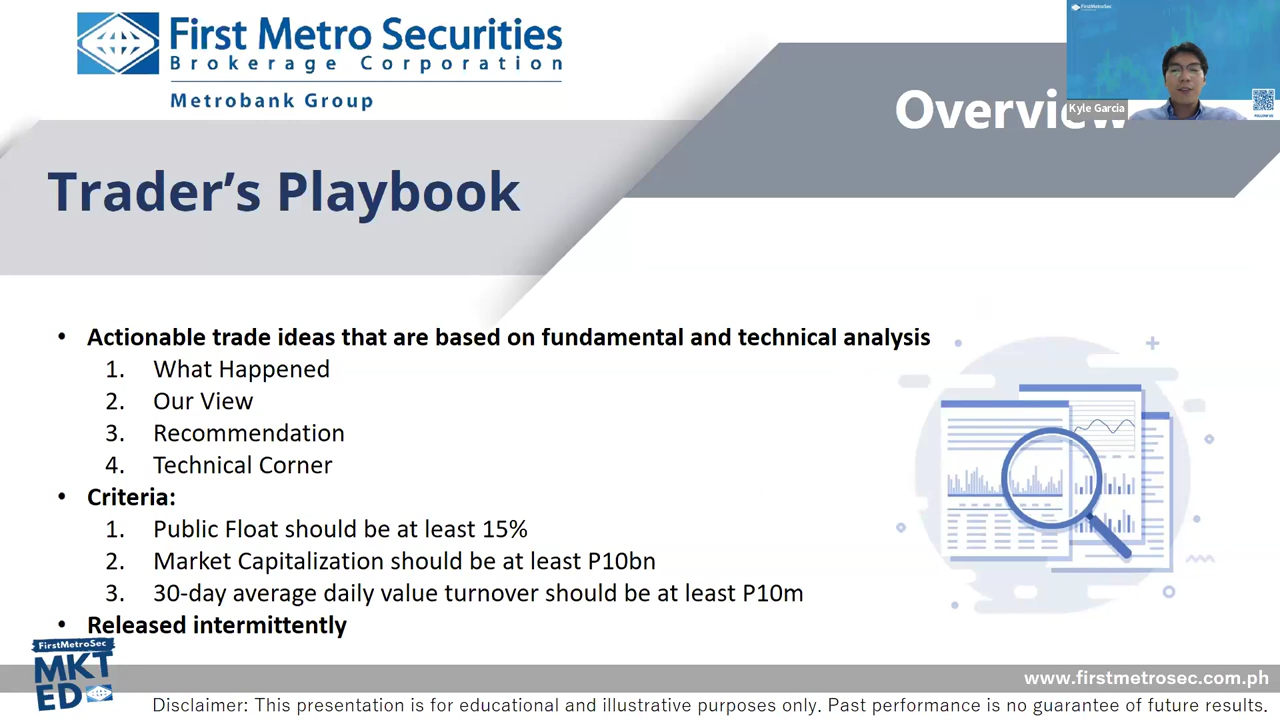 First Metro Securities
Brokerage Corporation
Metrobank Group
FirstMetroSec
Kyle Garcia
FOLLOW US
Overview
Trader's Playbook
• Actionable trade ideas that are based on fundamental and technical analysis
1. What Happened
2. Our View
3. Recommendation
4. Technical Corner
• Criteria:
1. Public Float should be at least 15%
2. Market Capitalization should be at least P10bn
3. 30-day average daily value turnover should be at least P10m
• Released intermittently
FirstMetroSec
MKT
ED
www.firstmetrosec.com.ph
Disclaimer: This presentation is for educational and illustrative purposes only. Past performance is no guarantee of future results.